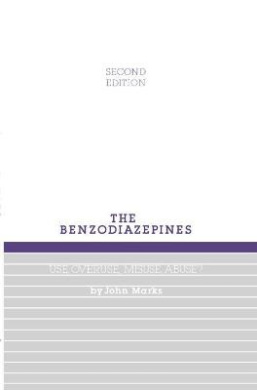 SECOND
EDITION
THE
BENZODIAZEPINES
USE, OVERUSE, MISUSE, ABUSE?
by John Marks